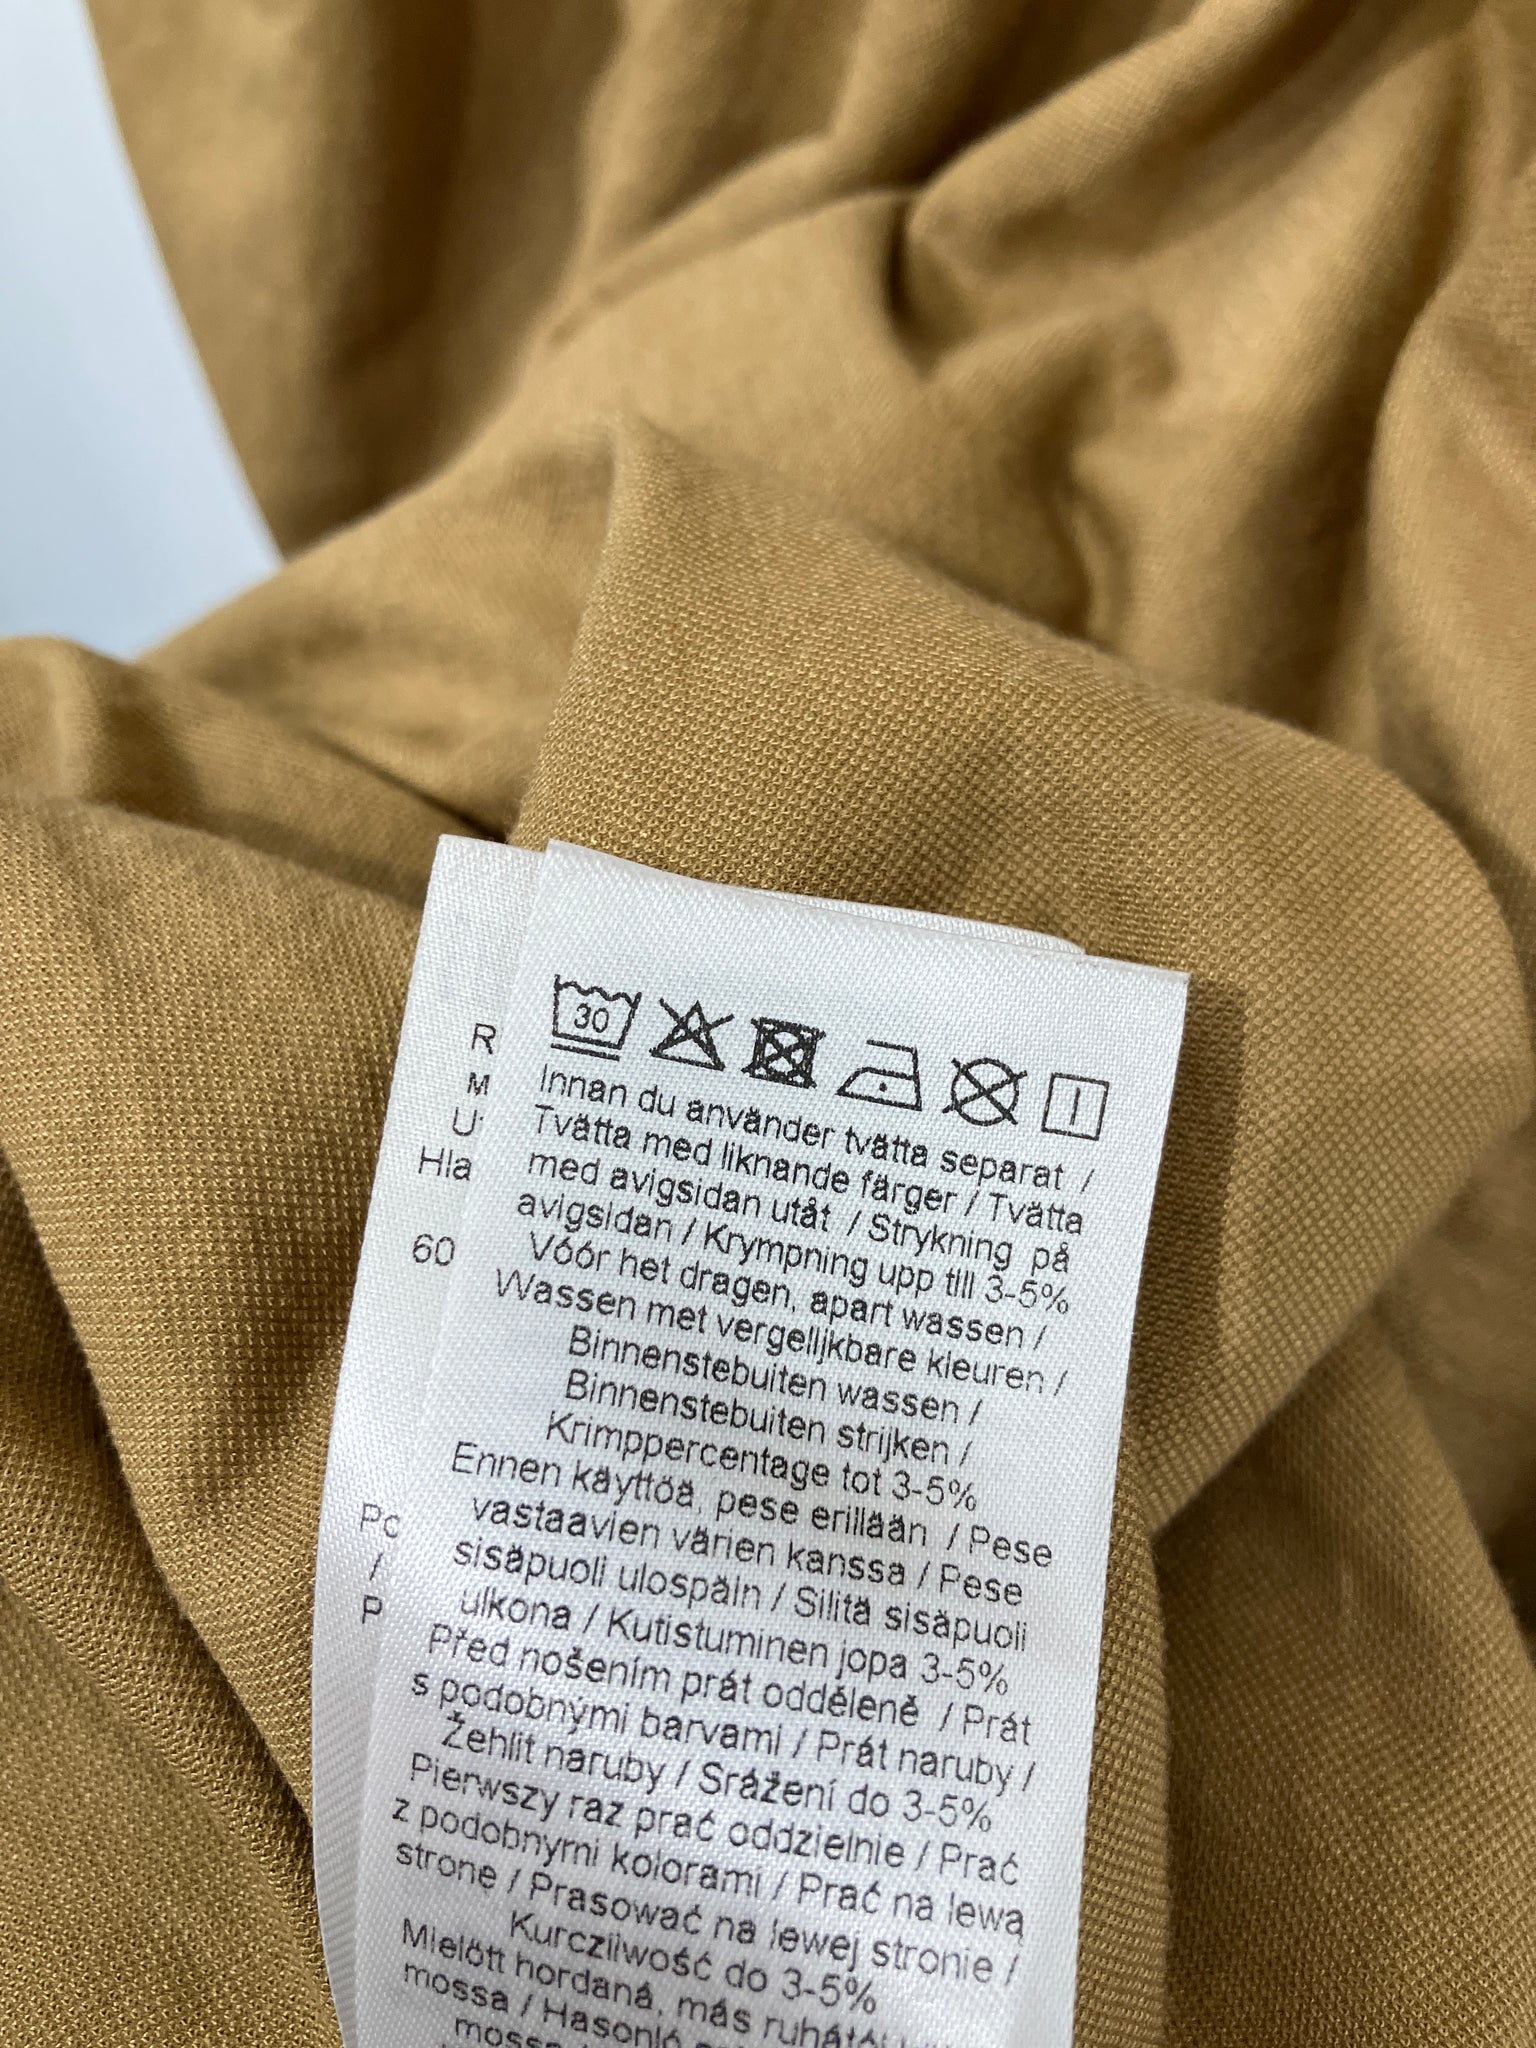 30
Innan du använder tvätta separat /
Tvätta med liknande färger / Tvätta
med avigsidan utåt / Strykning på
avigsidan / Krympning upp till 3-5%
Vóór het dragen, apart wassen /
Wassen met vergelijkbare kleuren /
Binnenstebuiten wassen /
Binnenstebuiten strijken /
Krimppercentage tot 3-5%
Ennen käyttöä, pese erillään / Pese
vastaavien värien kanssa / Pese
sisäpuoli ulospäin / Silitä sisäpuoli
ulkona / Kutistuminen jopa 3-5%
Před nošením prát odděleně / Prát
s podobnými barvami / Prát naruby /
Žehlit naruby / Srážení do 3-5%
Pierwszy raz prać oddzielnie / Prać
z podobnymi kolorami / Prać na lewą
stronę / Prasować na lewej stronie /
Kurczliwość do 3-5%
Mielőtt hordaná, más
mossa / Hasonló
R
M
U
Hla
60
Po
/
P